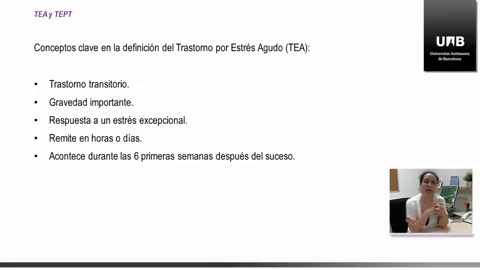 TEA y TEPT
UAB
Universitat Autònoma
de Barcelona
Conceptos clave en la definición del Trastorno por Estrés Agudo (TEA):
• Trastorno transitorio.
• Gravedad importante.
• Respuesta a un estrés excepcional.
• Remite en horas o días.
• Acontece durante las 6 primeras semanas después del suceso.